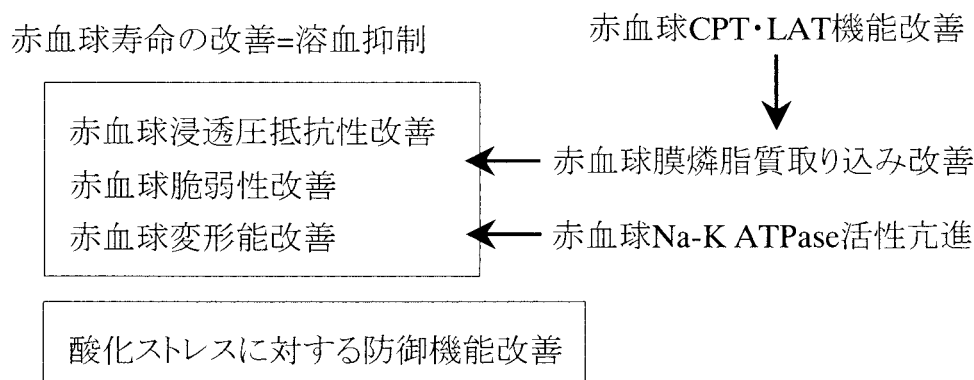 赤血球寿命の改善=溶血抑制
赤血球CPT・LAT機能改善
赤血球浸透圧抵抗性改善
赤血球脆弱性改善
赤血球変形能改善
赤血球膜燐脂質取り込み改善
赤血球Na-K ATPase活性亢進
酸化ストレスに対する防御機能改善